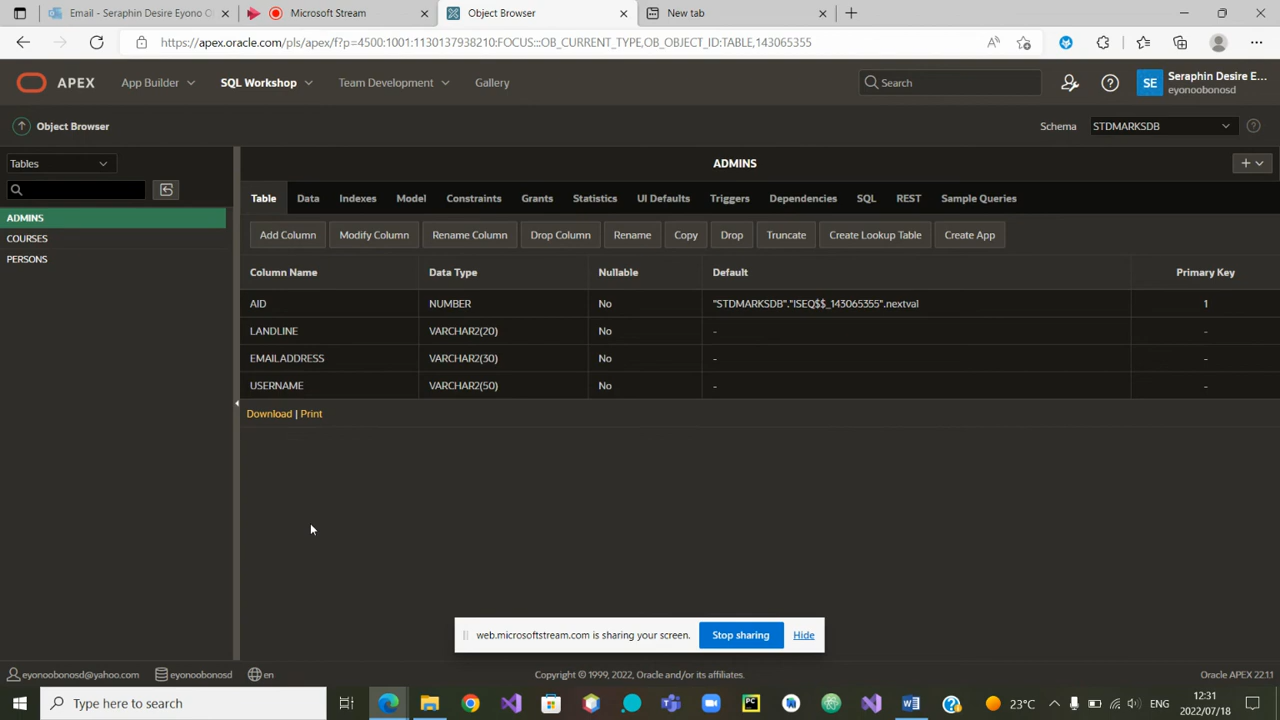 Email - Seraphin Desire Eyono O
Microsoft Stream
Object Browser
New tab
https://apex.oracle.com/pls/apex/f?p=4500:1001:1130137938210:FOCUS:::OB_CURRENT_TYPE,OB_OBJECT_ID:TABLE,143065355
APEX
App Builder
SQL Workshop
Team Development
Gallery
Search
SE
Seraphin Desire E...
eyonoobonosd
Object Browser
Schema
STDMARKSDB
Tables
ADMINS
COURSES
PERSONS
ADMINS
Table Data Indexes Model Constraints Grants Statistics UI Defaults Triggers Dependencies SQL REST Sample Queries
Add Column Modify Column Rename Column Drop Column Rename Copy Drop Truncate Create Lookup Table Create App
Column Name Data Type Nullable Default Primary Key
AID NUMBER No "STDMARKSDB"."ISEQ$$_143065355".nextval 1
LANDLINE VARCHAR2(20) No - -
EMAILADDRESS VARCHAR2(30) No - -
USERNAME VARCHAR2(50) No - -
Download | Print
web.microsoftstream.com is sharing your screen.
Stop sharing
Hide
eyonoobonosd@yahoo.com
eyonoobonosd
en
Copyright © 1999, 2022, Oracle and/or its affiliates.
Oracle APEX 22.1.1
Type here to search
PC
23°C
ENG
12:31
2022/07/18